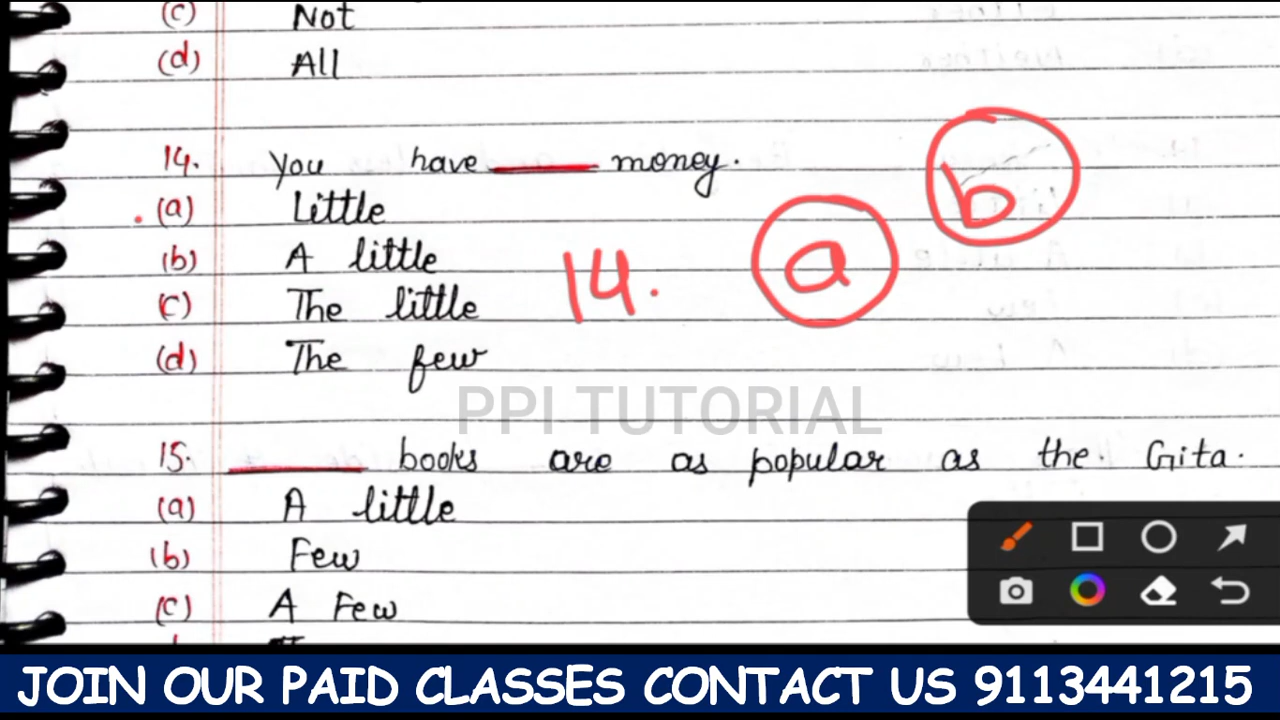 (c) Not
(d) All
14. You have ____ money.
(a) Little
(b) A little
(c) The little
(d) The few
14. a b
PPI TUTORIAL
15. ____ books are as popular as the Gita.
(a) A little
(b) Few
(c) A Few
JOIN OUR PAID CLASSES CONTACT US 9113441215